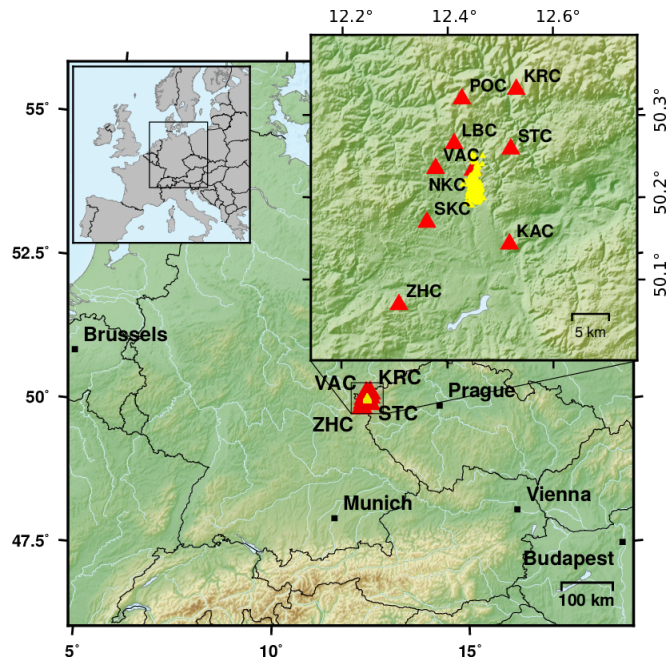 12.2°
12.4°
12.6°
KRC
POC
50.3°
LBC
STC
VAC
NKC
50.2°
SKC
KAC
50.1°
ZHC
5 km
55°
52.5°
50°
47.5°
Brussels
VAC
KRC
ZHC
STC
Prague
Munich
Vienna
Budapest
100 km
5°
10°
15°